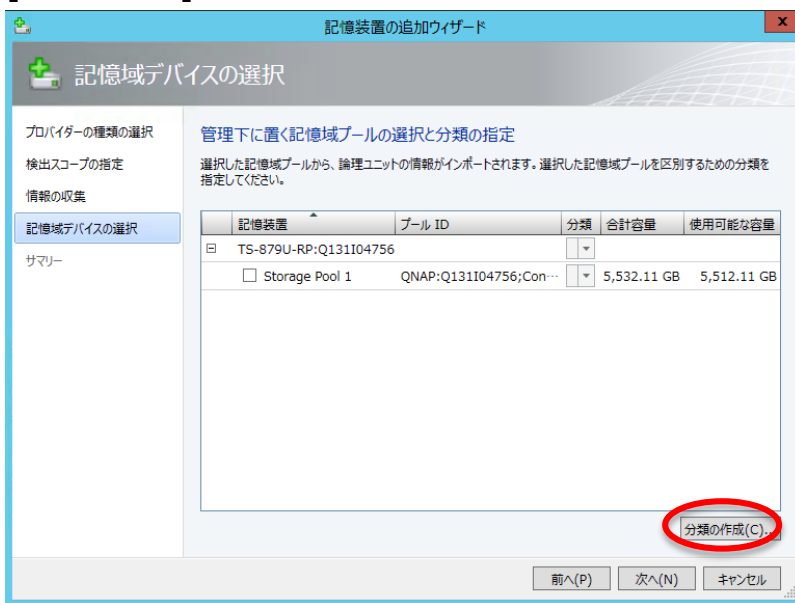 記憶装置の追加ウィザード
x
記憶域デバイスの選択
プロバイダーの種類の選択
検出スコープの指定
情報の収集
記憶域デバイスの選択
サマリー
管理下に置く記憶域プールの選択と分類の指定
選択した記憶域プールから、論理ユニットの情報がインポートされます。選択した記憶域プールを区別するための分類を
指定してください。
記憶装置 プール ID 分類 合計容量 使用可能な容量
TS-879U-RP:Q131I04756
Storage Pool 1 QNAP:Q131I04756;Con… 5,532.11 GB 5,512.11 GB
分類の作成(C)...
前へ(P) 次へ(N) キャンセル